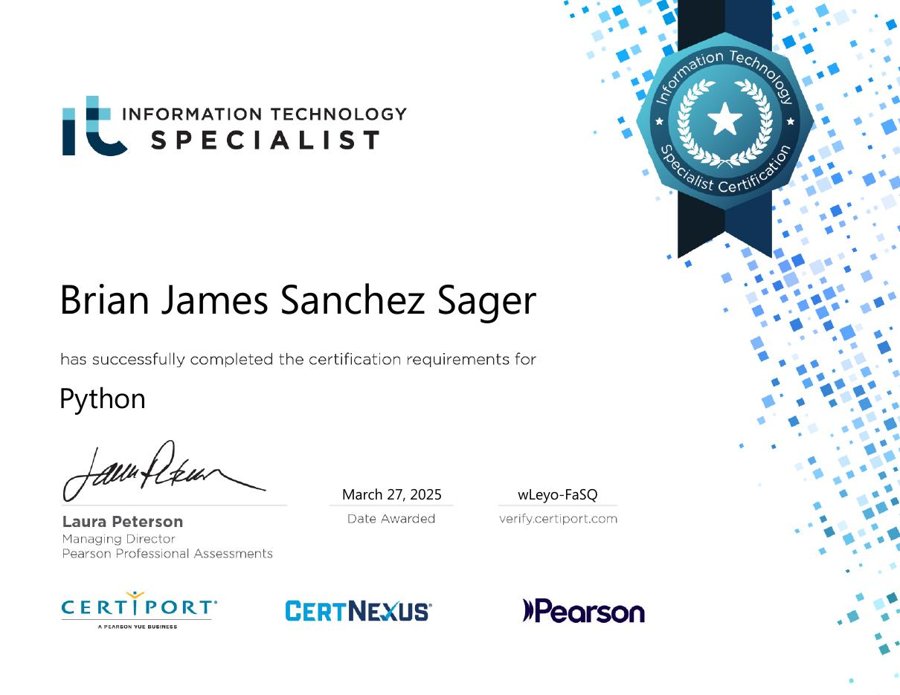 it INFORMATION TECHNOLOGY
SPECIALIST
Information Technology
Specialist Certification
Brian James Sanchez Sager
has successfully completed the certification requirements for
Python
Laura Peterson
Managing Director
Pearson Professional Assessments
March 27, 2025
Date Awarded
wLeyo-FaSQ
verify.certiport.com
CERTIPORT®
A PEARSON VUE BUSINESS
CERTNEXUS®
Pearson